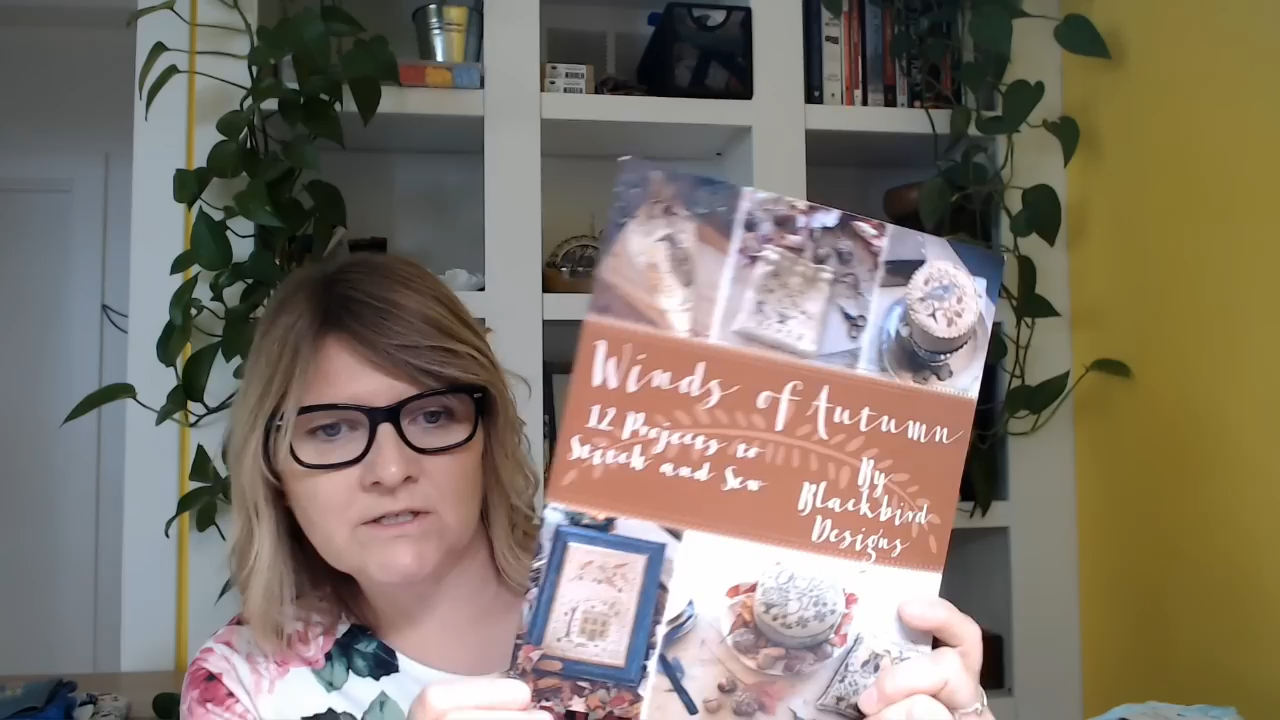 Winds of Autumn
12 Projects to
Stitch and Sew
By
Blackbird
Designs